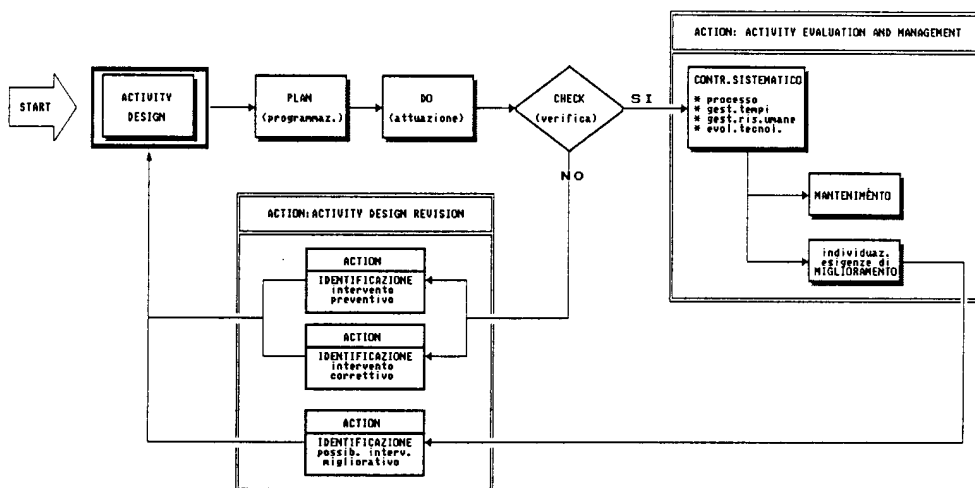 START
ACTIVITY
DESIGN
PLAN
(programmaz.)
DO
(attuazione)
CHECK
(verifica)
SI
NO
ACTION: ACTIVITY EVALUATION AND MANAGEMENT
CONTR.SISTEMATICO
* processo
* gest.tempi
* gest.ris.umane
* evol.tecnol.
MANTENIMÈNTO
individuaz.
esigenze di
MIGLIORAMENTO
ACTION:ACTIVITY DESIGN REVISION
ACTION
IDENTIFICAZIONE
intervento
preventivo
ACTION
IDENTIFICAZIONE
intervento
correttivo
ACTION
IDENTIFICAZIONE
possib. interv.
migliorativo